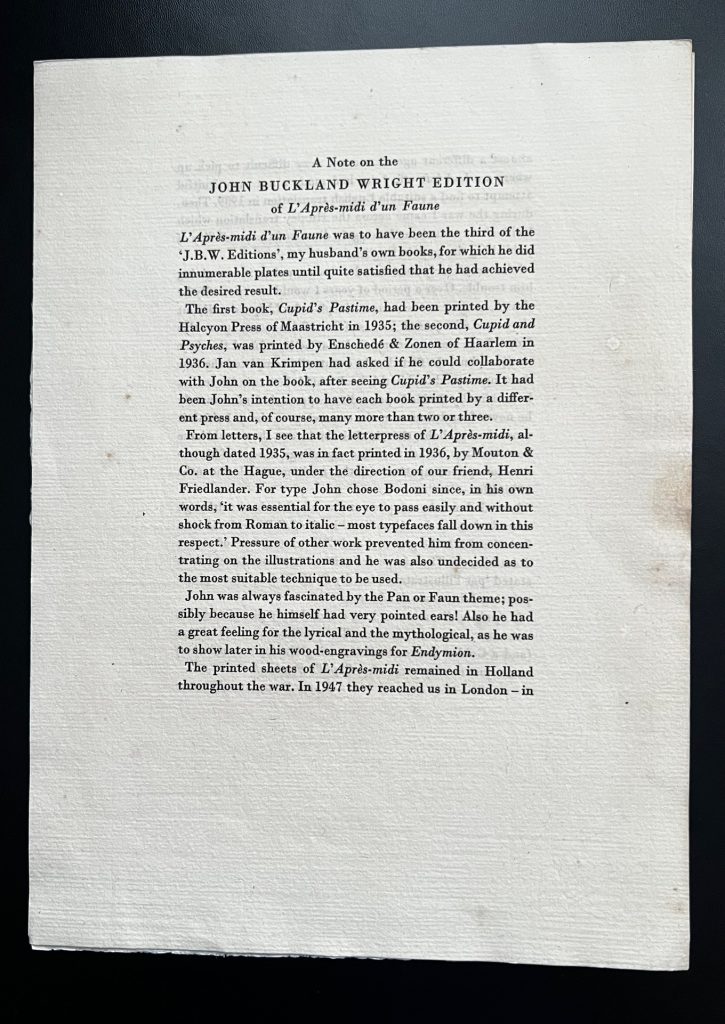 A Note on the
JOHN BUCKLAND WRIGHT EDITION
of L'Après-midi d'un Faune
L'Après-midi d'un Faune was to have been the third of the
'J.B.W. Editions', my husband's own books, for which he did
innumerable plates until quite satisfied that he had achieved
the desired result.
The first book, Cupid's Pastime, had been printed by the
Halcyon Press of Maastricht in 1935; the second, Cupid and
Psyches, was printed by Enschedé & Zonen of Haarlem in
1936. Jan van Krimpen had asked if he could collaborate
with John on the book, after seeing Cupid's Pastime. It had
been John's intention to have each book printed by a differ-
ent press and, of course, many more than two or three.
From letters, I see that the letterpress of L'Après-midi, al-
though dated 1935, was in fact printed in 1936, by Mouton &
Co. at the Hague, under the direction of our friend, Henri
Friedlander. For type John chose Bodoni since, in his own
words, 'it was essential for the eye to pass easily and without
shock from Roman to italic – most typefaces fall down in this
respect.' Pressure of other work prevented him from concen-
trating on the illustrations and he was also undecided as to
the most suitable technique to be used.
John was always fascinated by the Pan or Faun theme; pos-
sibly because he himself had very pointed ears! Also he had
a great feeling for the lyrical and the mythological, as he was
to show later in his wood-engravings for Endymion.
The printed sheets of L'Après-midi remained in Holland
throughout the war. In 1947 they reached us in London – in